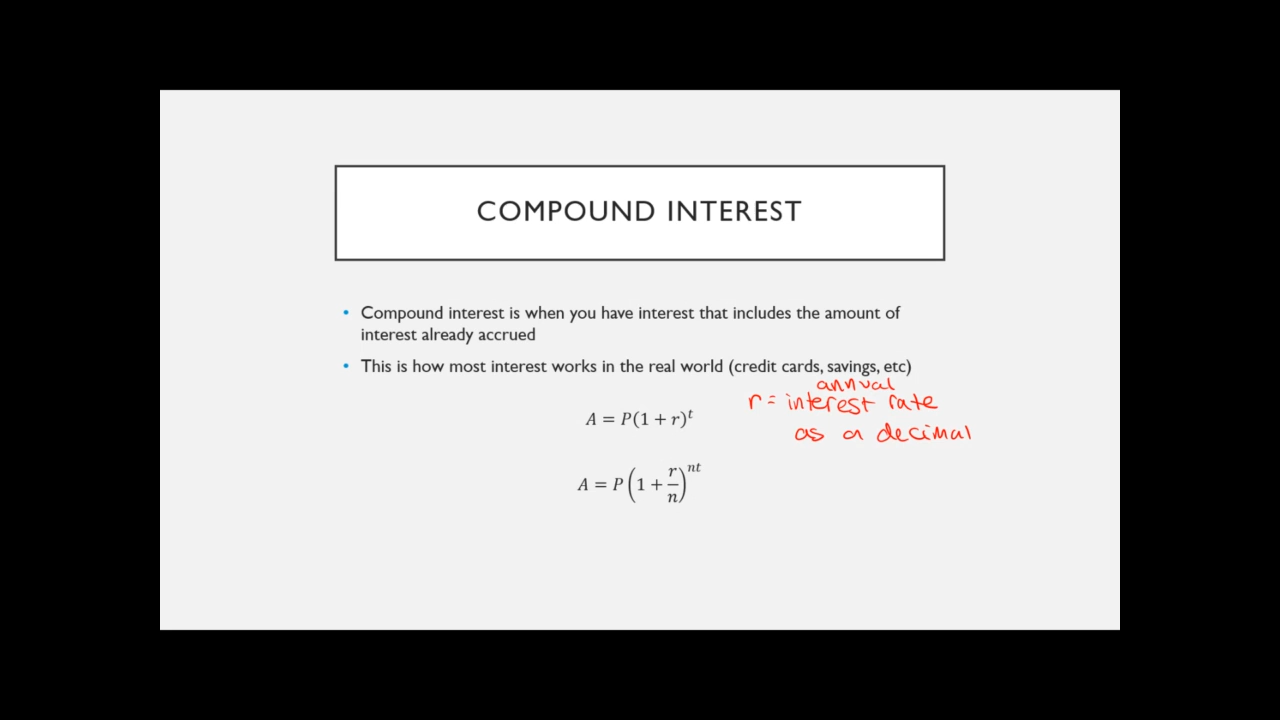 COMPOUND INTEREST
• Compound interest is when you have interest that includes the amount of
interest already accrued
• This is how most interest works in the real world (credit cards, savings, etc)
annual
r = interest rate
as a decimal
A = P(1 + r)^t
A = P(1 + r/n)^nt